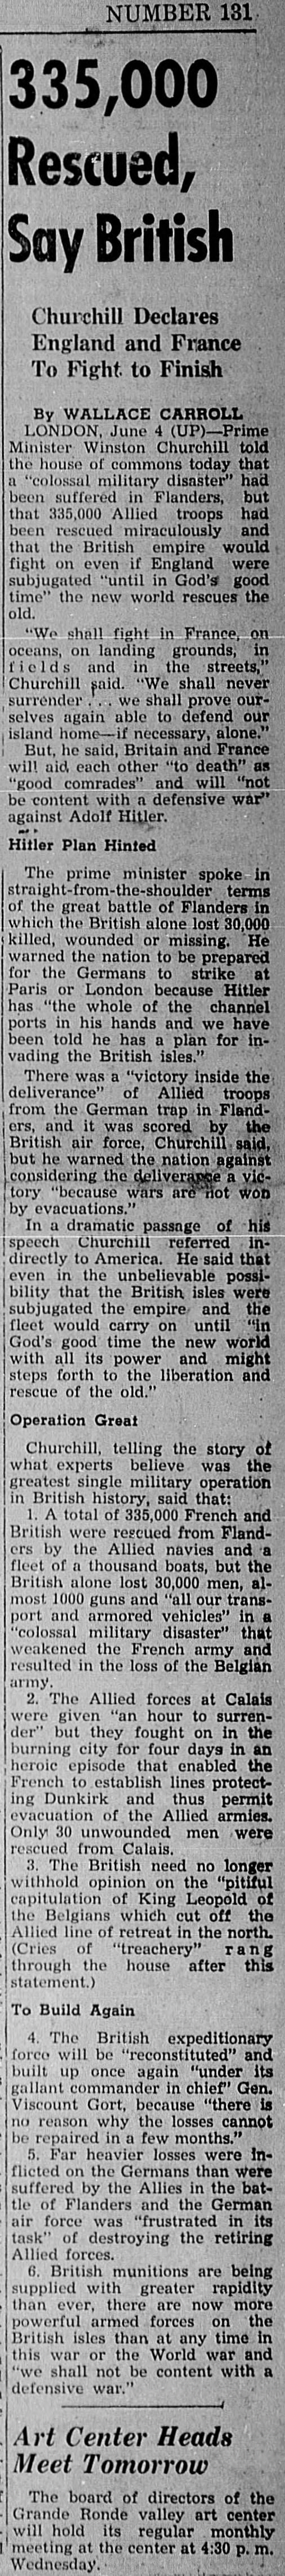 NUMBER 131
335,000
Rescued,
Say British
Churchill Declares
England and France
To Fight to Finish
By WALLACE CARROLL
LONDON, June 4 (UP)—Prime
Minister Winston Churchill told
the house of commons today that
a "colossal military disaster" had
been suffered in Flanders, but
that 335,000 Allied troops had
been rescued miraculously and
that the British empire would
fight on even if England were
subjugated "until in God's good
time" the new world rescues the
old.
"We shall fight in France, on
oceans, on landing grounds, in
fields and in the streets,"
Churchill said. "We shall never
surrender . . . we shall prove our-
selves again able to defend our
island home—if necessary, alone."
But, he said, Britain and France
will aid each other "to death" as
"good comrades" and will "not
be content with a defensive war"
against Adolf Hitler.
Hitler Plan Hinted
The prime minister spoke in
straight-from-the-shoulder terms
of the great battle of Flanders in
which the British alone lost 30,000
killed, wounded or missing. He
warned the nation to be prepared
for the Germans to strike at
Paris or London because Hitler
has "the whole of the channel
ports in his hands and we have
been told he has a plan for in-
vading the British isles."
There was a "victory inside the
deliverance" of Allied troops
from the German trap in Fland-
ers, and it was scored by the
British air force, Churchill said,
but he warned the nation against
considering the deliverance a vic-
tory "because wars are not won
by evacuations."
In a dramatic passage of his
speech Churchill referred in-
directly to America. He said that
even in the unbelievable possi-
bility that the British isles were
subjugated the empire and the
fleet would carry on until "in
God's good time the new world
with all its power and might
steps forth to the liberation and
rescue of the old."
Operation Great
Churchill, telling the story of
what experts believe was the
greatest single military operation
in British history, said that:
1. A total of 335,000 French and
British were rescued from Fland-
ers by the Allied navies and a
fleet of a thousand boats, but the
British alone lost 30,000 men, al-
most 1000 guns and "all our trans-
port and armored vehicles" in a
"colossal military disaster" that
weakened the French army and
resulted in the loss of the Belgian
army.
2. The Allied forces at Calais
were given "an hour to surren-
der" but they fought on in the
burning city for four days in an
heroic episode that enabled the
French to establish lines protect-
ing Dunkirk and thus permit
evacuation of the Allied armies.
Only 30 unwounded men were
rescued from Calais.
3. The British need no longer
withhold opinion on the "pitiful
capitulation of King Leopold of
the Belgians which cut off the
Allied line of retreat in the north.
(Cries of "treachery" rang
through the house after this
statement.)
To Build Again
4. The British expeditionary
force will be "reconstituted" and
built up once again "under its
gallant commander in chief" Gen.
Viscount Gort, because "there is
no reason why the losses cannot
be repaired in a few months."
5. Far heavier losses were in-
flicted on the Germans than were
suffered by the Allies in the bat-
tle of Flanders and the German
air force was "frustrated in its
task" of destroying the retiring
Allied forces.
6. British munitions are being
supplied with greater rapidity
than ever, there are now more
powerful armed forces on the
British isles than at any time in
this war or the World war and
"we shall not be content with a
defensive war."
Art Center Heads
Meet Tomorrow
The board of directors of the
Grande Ronde valley art center
will hold its regular monthly
meeting at the center at 4:30 p. m.
Wednesday.